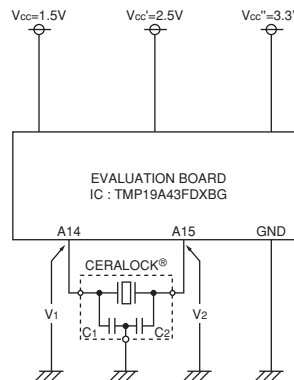 Vcc=1.5V Vcc'=2.5V Vcc"=3.3V
EVALUATION BOARD
IC : TMP19A43FDXBG
A14 A15 GND
CERALOCK®
V1 C1 C2 V2